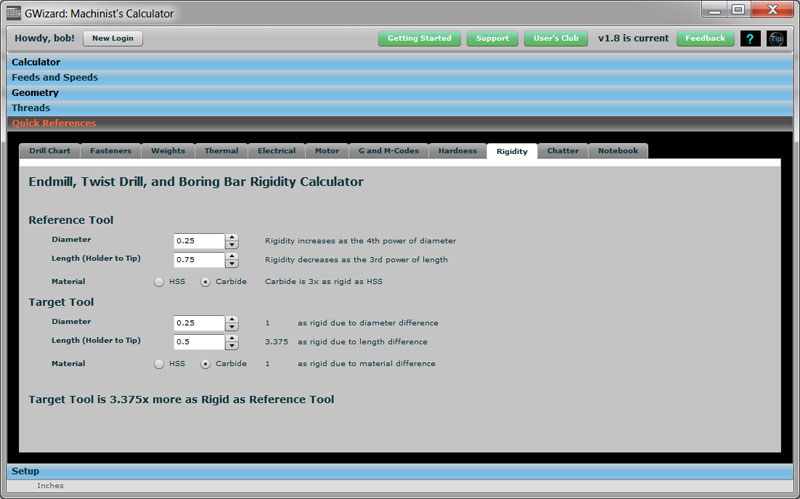 GWizard: Machinist's Calculator
Howdy, bob! New Login Getting Started Support User's Club v1.8 is current Feedback ? Tip
Calculator
Feeds and Speeds
Geometry
Threads
Quick References
Drill Chart Fasteners Weights Thermal Electrical Motor G and M-Codes Hardness Rigidity Chatter Notebook
Endmill, Twist Drill, and Boring Bar Rigidity Calculator
Reference Tool
Diameter 0.25 Rigidity increases as the 4th power of diameter
Length (Holder to Tip) 0.75 Rigidity decreases as the 3rd power of length
Material HSS Carbide Carbide is 3x as rigid as HSS
Target Tool
Diameter 0.25 1 as rigid due to diameter difference
Length (Holder to Tip) 0.5 3.375 as rigid due to length difference
Material HSS Carbide 1 as rigid due to material difference
Target Tool is 3.375x more as Rigid as Reference Tool
Setup
Inches